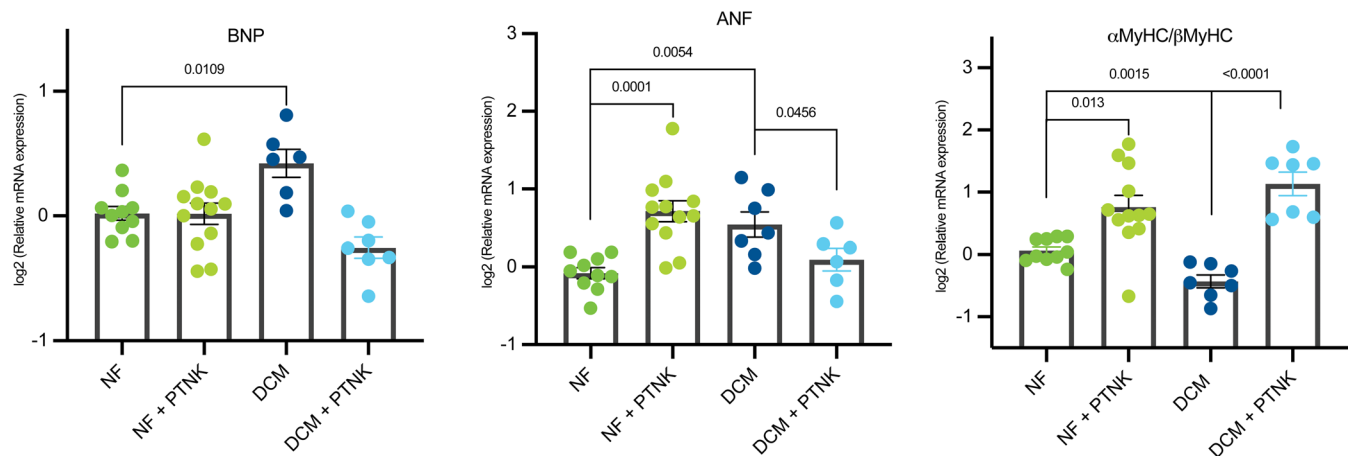 BNP
log2 (Relative mRNA expression)
1
0
-1
0.0109
NF
NF + PTNK
DCM
DCM + PTNK
ANF
log2 (Relative mRNA expression)
3
2
1
0
-1
0.0054
0.0001
0.0456
NF
NF + PTNK
DCM
DCM + PTNK
αMyHC/βMyHC
log2 (Relative mRNA expression)
3
2
1
0
-1
0.0015
<0.0001
0.013
NF
NF + PTNK
DCM
DCM + PTNK